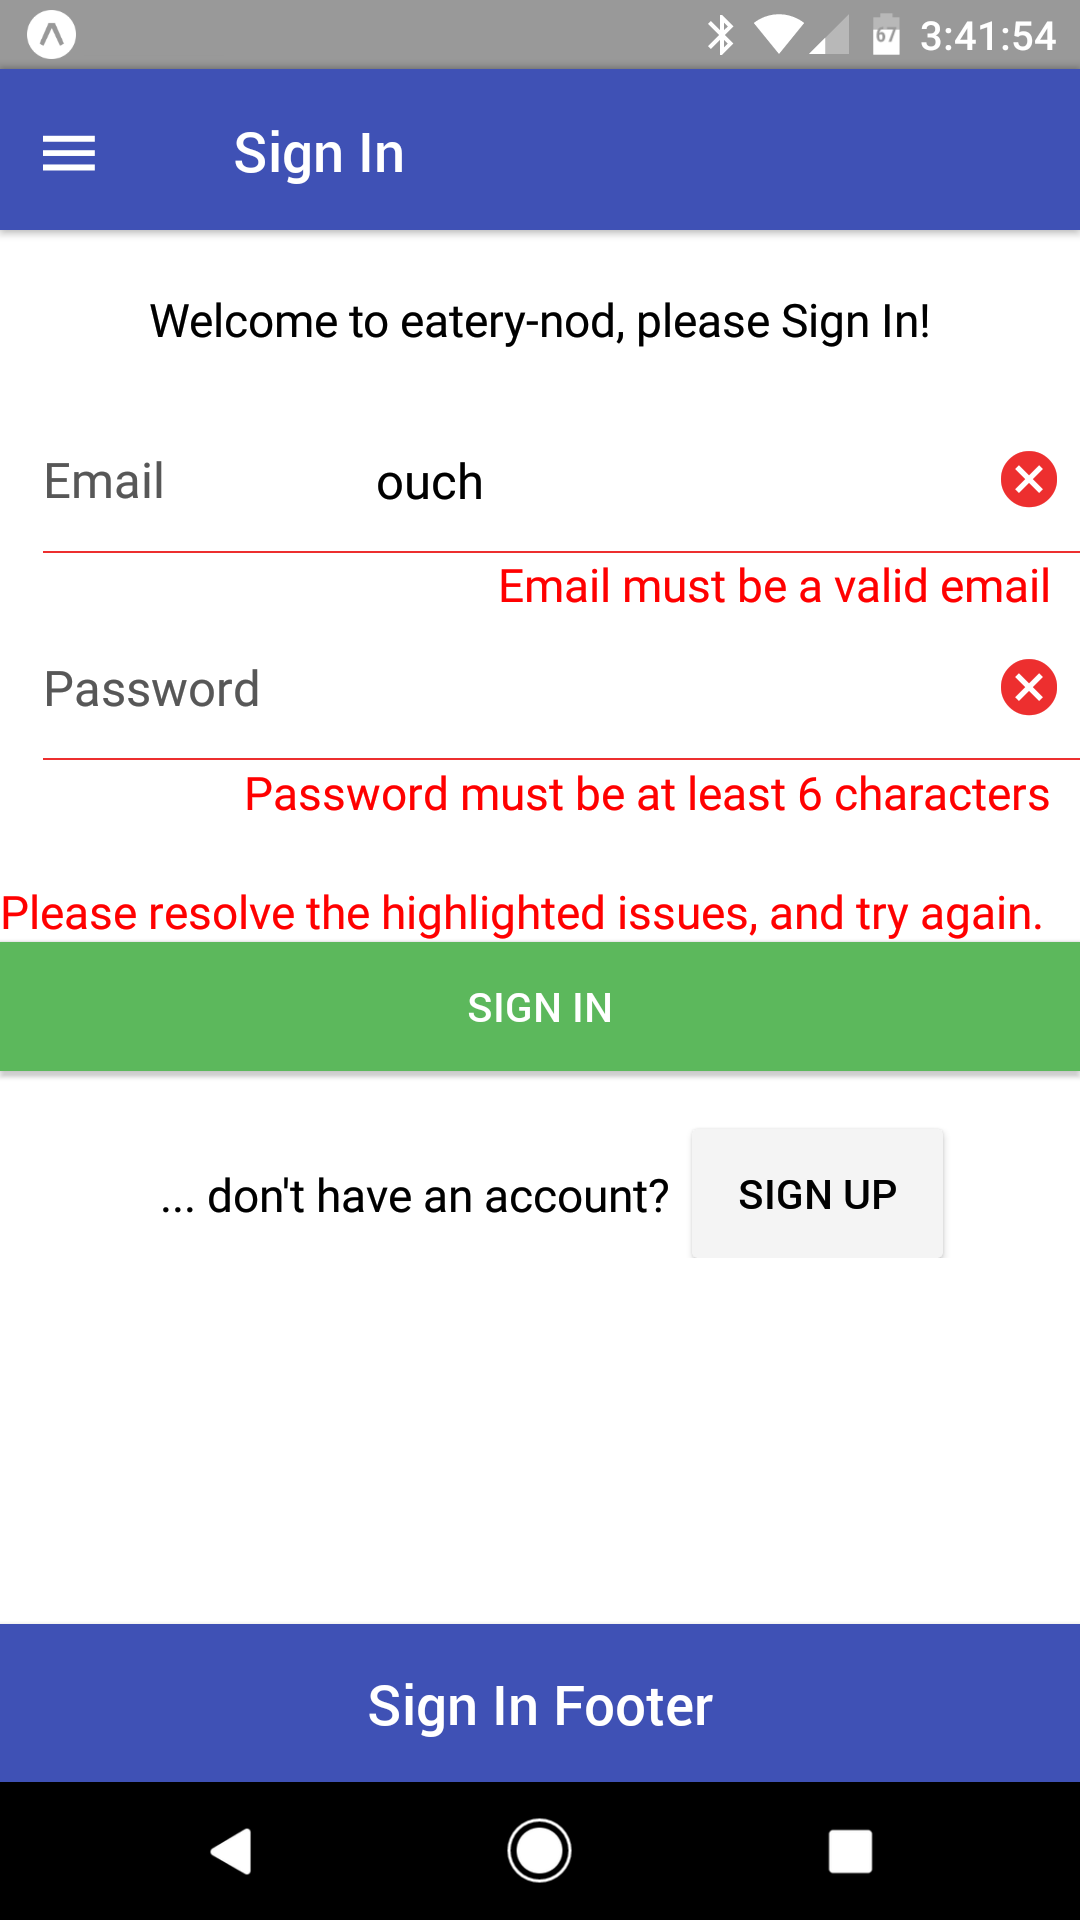 67 3:41:54
Sign In
Welcome to eatery-nod, please Sign In!
Email ouch
Email must be a valid email
Password
Password must be at least 6 characters
Please resolve the highlighted issues, and try again.
SIGN IN
... don't have an account? SIGN UP
Sign In Footer